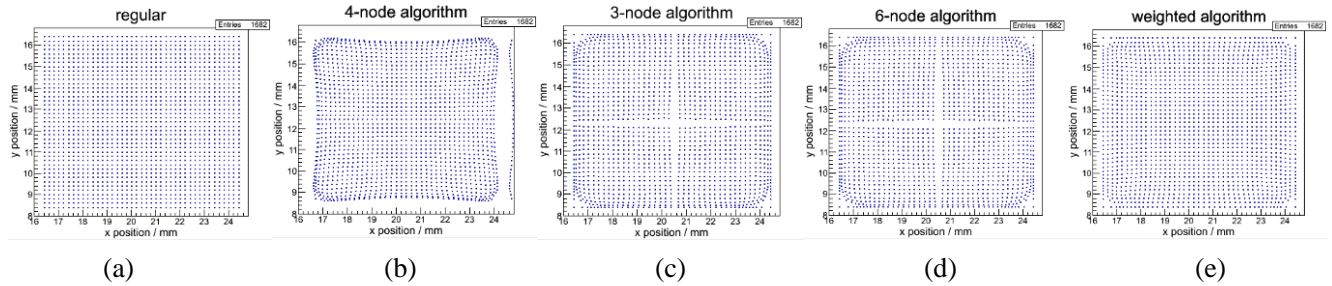 regular
Entries 1682
y position / mm
16
15
14
13
12
11
10
9
8
16 17 18 19 20 21 22 23 24
x position / mm
(a)
4-node algorithm
Entries 1682
y position / mm
16
15
14
13
12
11
10
9
8
16 17 18 19 20 21 22 23 24
x position / mm
(b)
3-node algorithm
Entries 1682
y position / mm
16
15
14
13
12
11
10
9
8
16 17 18 19 20 21 22 23 24
x position / mm
(c)
6-node algorithm
Entries 1682
y position / mm
16
15
14
13
12
11
10
9
8
16 17 18 19 20 21 22 23 24
x position / mm
(d)
weighted algorithm
Entries 1682
y position / mm
16
15
14
13
12
11
10
9
8
16 17 18 19 20 21 22 23 24
x position / mm
(e)